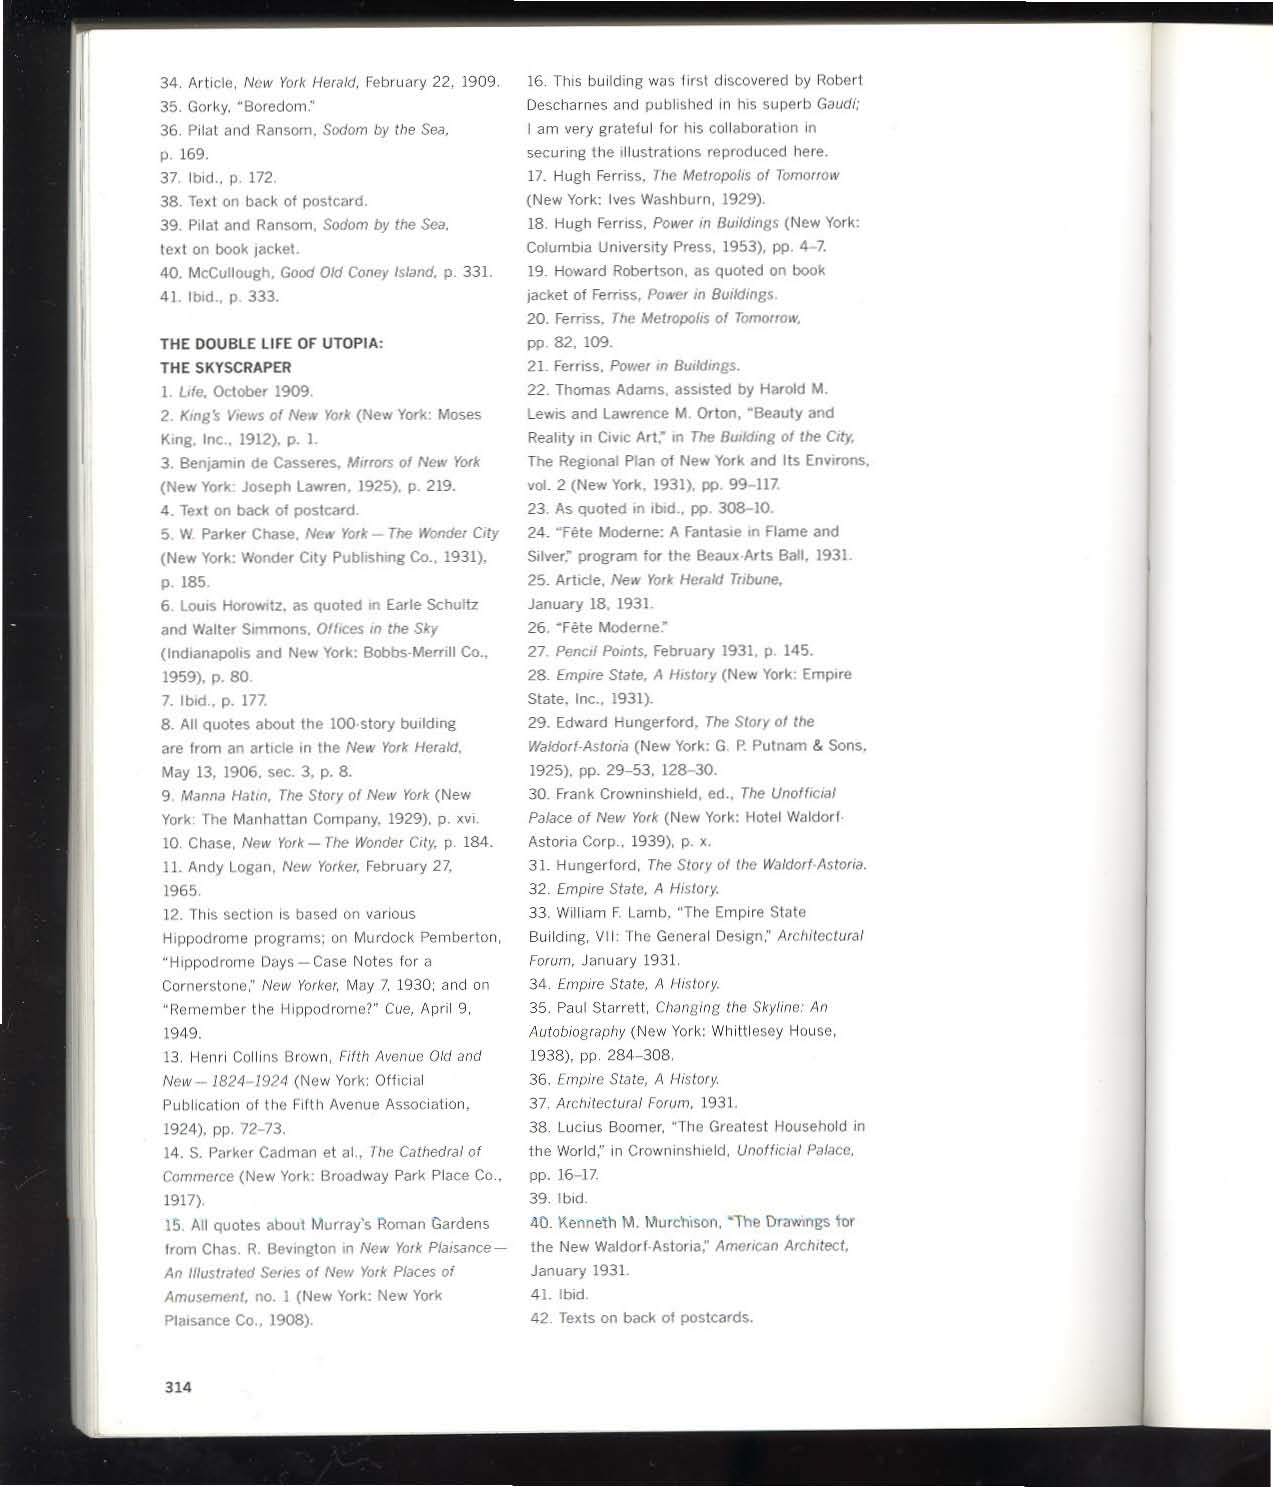 34. Article, New York Herald, February 22, 1909.
35. Gorky, "Boredom."
36. Pilat and Ransom, Sodom by the Sea,
p. 169.
37. Ibid., p. 172.
38. Text on back of postcard.
39. Pilat and Ransom, Sodom by the Sea,
text on book jacket.
40. McCullough, Good Old Coney Island, p. 331.
41. Ibid., p. 333.
THE DOUBLE LIFE OF UTOPIA:
THE SKYSCRAPER
1. Life, October 1909.
2. King's Views of New York (New York: Moses
King, Inc., 1912), p. 1.
3. Benjamin de Casseres, Mirrors of New York
(New York: Joseph Lawren, 1925), p. 219.
4. Text on back of postcard.
5. W. Parker Chase, New York — The Wonder City
(New York: Wonder City Publishing Co., 1931),
p. 185.
6. Louis Horowitz, as quoted in Earle Schultz
and Walter Simmons, Offices in the Sky
(Indianapolis and New York: Bobbs-Merrill Co.,
1959), p. 80.
7. Ibid., p. 177.
8. All quotes about the 100-story building
are from an article in the New York Herald,
May 13, 1906, sec. 3, p. 8.
9. Manna Hatin, The Story of New York (New
York: The Manhattan Company, 1929), p. xvi.
10. Chase, New York — The Wonder City, p. 184.
11. Andy Logan, New Yorker, February 27,
1965.
12. This section is based on various
Hippodrome programs; on Murdock Pemberton,
"Hippodrome Days — Case Notes for a
Cornerstone," New Yorker, May 7, 1930; and on
"Remember the Hippodrome?" Cue, April 9,
1949.
13. Henri Collins Brown, Fifth Avenue Old and
New — 1824–1924 (New York: Official
Publication of the Fifth Avenue Association,
1924), pp. 72–73.
14. S. Parker Cadman et al., The Cathedral of
Commerce (New York: Broadway Park Place Co.,
1917).
15. All quotes about Murray's Roman Gardens
from Chas. R. Bevington in New York Plaisance —
An Illustrated Series of New York Places of
Amusement, no. 1 (New York: New York
Plaisance Co., 1908).
16. This building was first discovered by Robert
Descharnes and published in his superb Gaudi;
I am very grateful for his collaboration in
securing the illustrations reproduced here.
17. Hugh Ferriss, The Metropolis of Tomorrow
(New York: Ives Washburn, 1929).
18. Hugh Ferriss, Power in Buildings (New York:
Columbia University Press, 1953), pp. 4–7.
19. Howard Robertson, as quoted on book
jacket of Ferriss, Power in Buildings.
20. Ferriss, The Metropolis of Tomorrow,
pp. 82, 109.
21. Ferriss, Power in Buildings.
22. Thomas Adams, assisted by Harold M.
Lewis and Lawrence M. Orton, "Beauty and
Reality in Civic Art," in The Building of the City,
The Regional Plan of New York and Its Environs,
vol. 2 (New York, 1931), pp. 99–117.
23. As quoted in ibid., pp. 308–10.
24. "Fête Moderne: A Fantasie in Flame and
Silver," program for the Beaux-Arts Ball, 1931.
25. Article, New York Herald Tribune,
January 18, 1931.
26. "Fête Moderne."
27. Pencil Points, February 1931, p. 145.
28. Empire State, A History (New York: Empire
State, Inc., 1931).
29. Edward Hungerford, The Story of the
Waldorf-Astoria (New York: G. P. Putnam & Sons,
1925), pp. 29–53, 128–30.
30. Frank Crowninshield, ed., The Unofficial
Palace of New York (New York: Hotel Waldorf-
Astoria Corp., 1939), p. x.
31. Hungerford, The Story of the Waldorf-Astoria.
32. Empire State, A History.
33. William F. Lamb, "The Empire State
Building, VII: The General Design," Architectural
Forum, January 1931.
34. Empire State, A History.
35. Paul Starrett, Changing the Skyline: An
Autobiography (New York: Whittlesey House,
1938), pp. 284–308.
36. Empire State, A History.
37. Architectural Forum, 1931.
38. Lucius Boomer, "The Greatest Household in
the World," in Crowninshield, Unofficial Palace,
pp. 16–17.
39. Ibid.
40. Kenneth M. Murchison, "The Drawings for
the New Waldorf-Astoria," American Architect,
January 1931.
41. Ibid.
42. Texts on back of postcards.
314